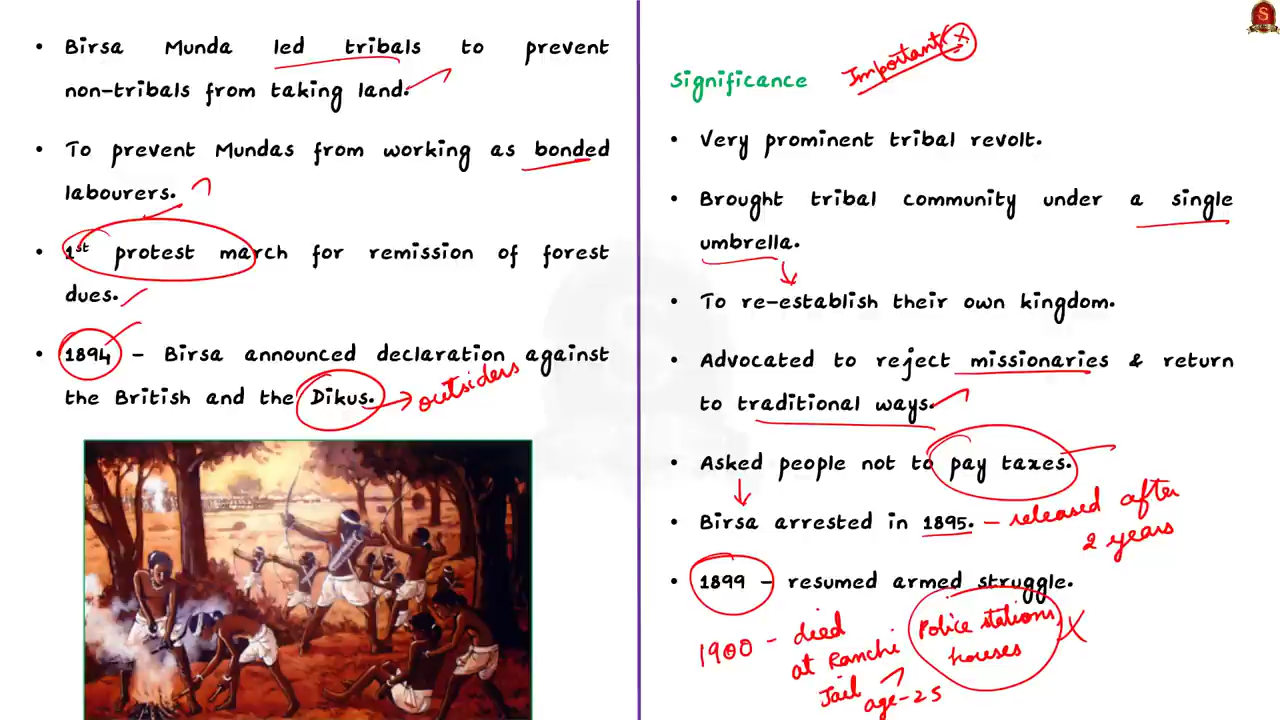 • Birsa Munda led tribals to prevent
non-tribals from taking land.
• To prevent Mundas from working as bonded
labourers.
• 1st protest march for remission of forest
dues.
• 1894 - Birsa announced declaration against
the British and the Dikus. → outsiders
Significance
Important (x)
• Very prominent tribal revolt.
• Brought tribal community under a single
umbrella.
• To re-establish their own kingdom.
• Advocated to reject missionaries & return
to traditional ways.
• Asked people not to pay taxes.
• Birsa arrested in 1895. - released after
2 years
• 1899 - resumed armed struggle.
1900 - died
at Ranchi
Jail
age-25
Police stations,
houses
S